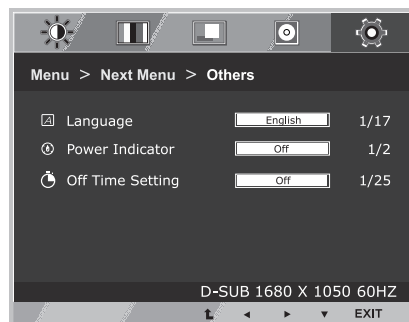 Menu > Next Menu > Others
Language English 1/17
Power Indicator Off 1/2
Off Time Setting Off 1/25
D-SUB 1680 X 1050 60HZ
EXIT